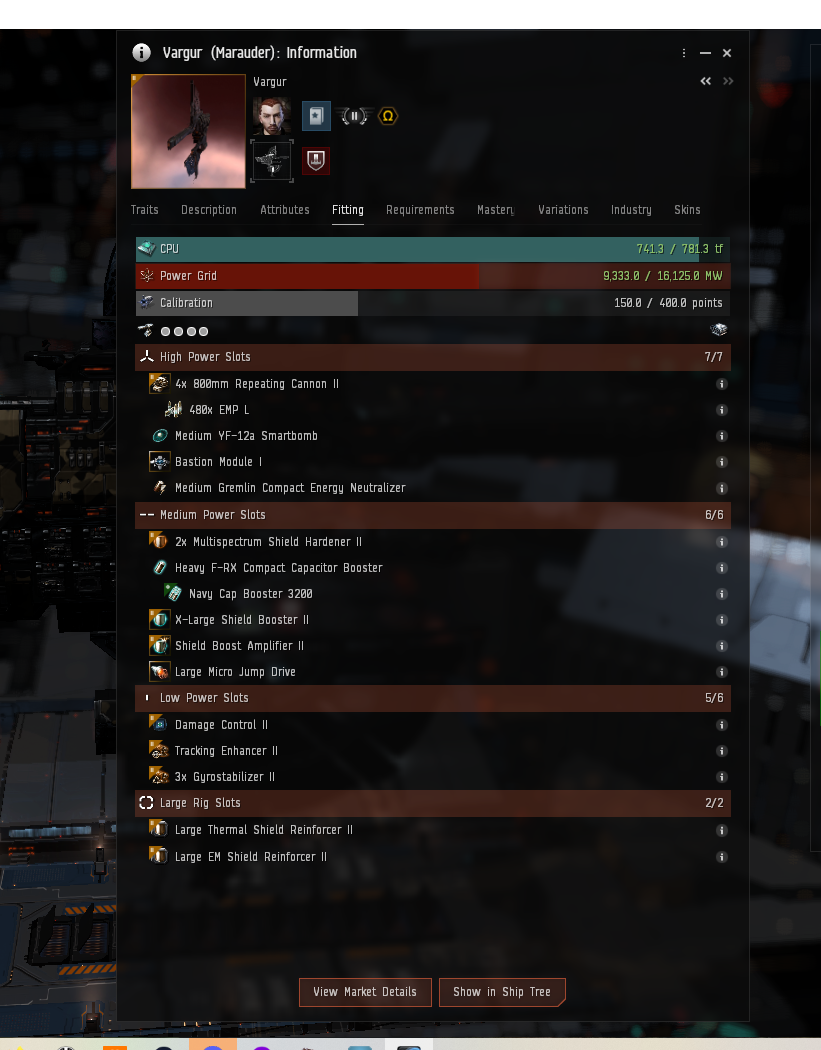 Vargur (Marauder): Information
Vargur
Traits Description Attributes Fitting Requirements Mastery Variations Industry Skins
CPU 741.3 / 781.3 tf
Power Grid 9,333.0 / 16,125.0 MW
Calibration 150.0 / 400.0 points
High Power Slots 7/7
4x 800mm Repeating Cannon II
480x EMP L
Medium YF-12a Smartbomb
Bastion Module I
Medium Gremlin Compact Energy Neutralizer
Medium Power Slots 6/6
2x Multispectrum Shield Hardener II
Heavy F-RX Compact Capacitor Booster
Navy Cap Booster 3200
X-Large Shield Booster II
Shield Boost Amplifier II
Large Micro Jump Drive
Low Power Slots 5/6
Damage Control II
Tracking Enhancer II
3x Gyrostabilizer II
Large Rig Slots 2/2
Large Thermal Shield Reinforcer II
Large EM Shield Reinforcer II
View Market Details Show in Ship Tree